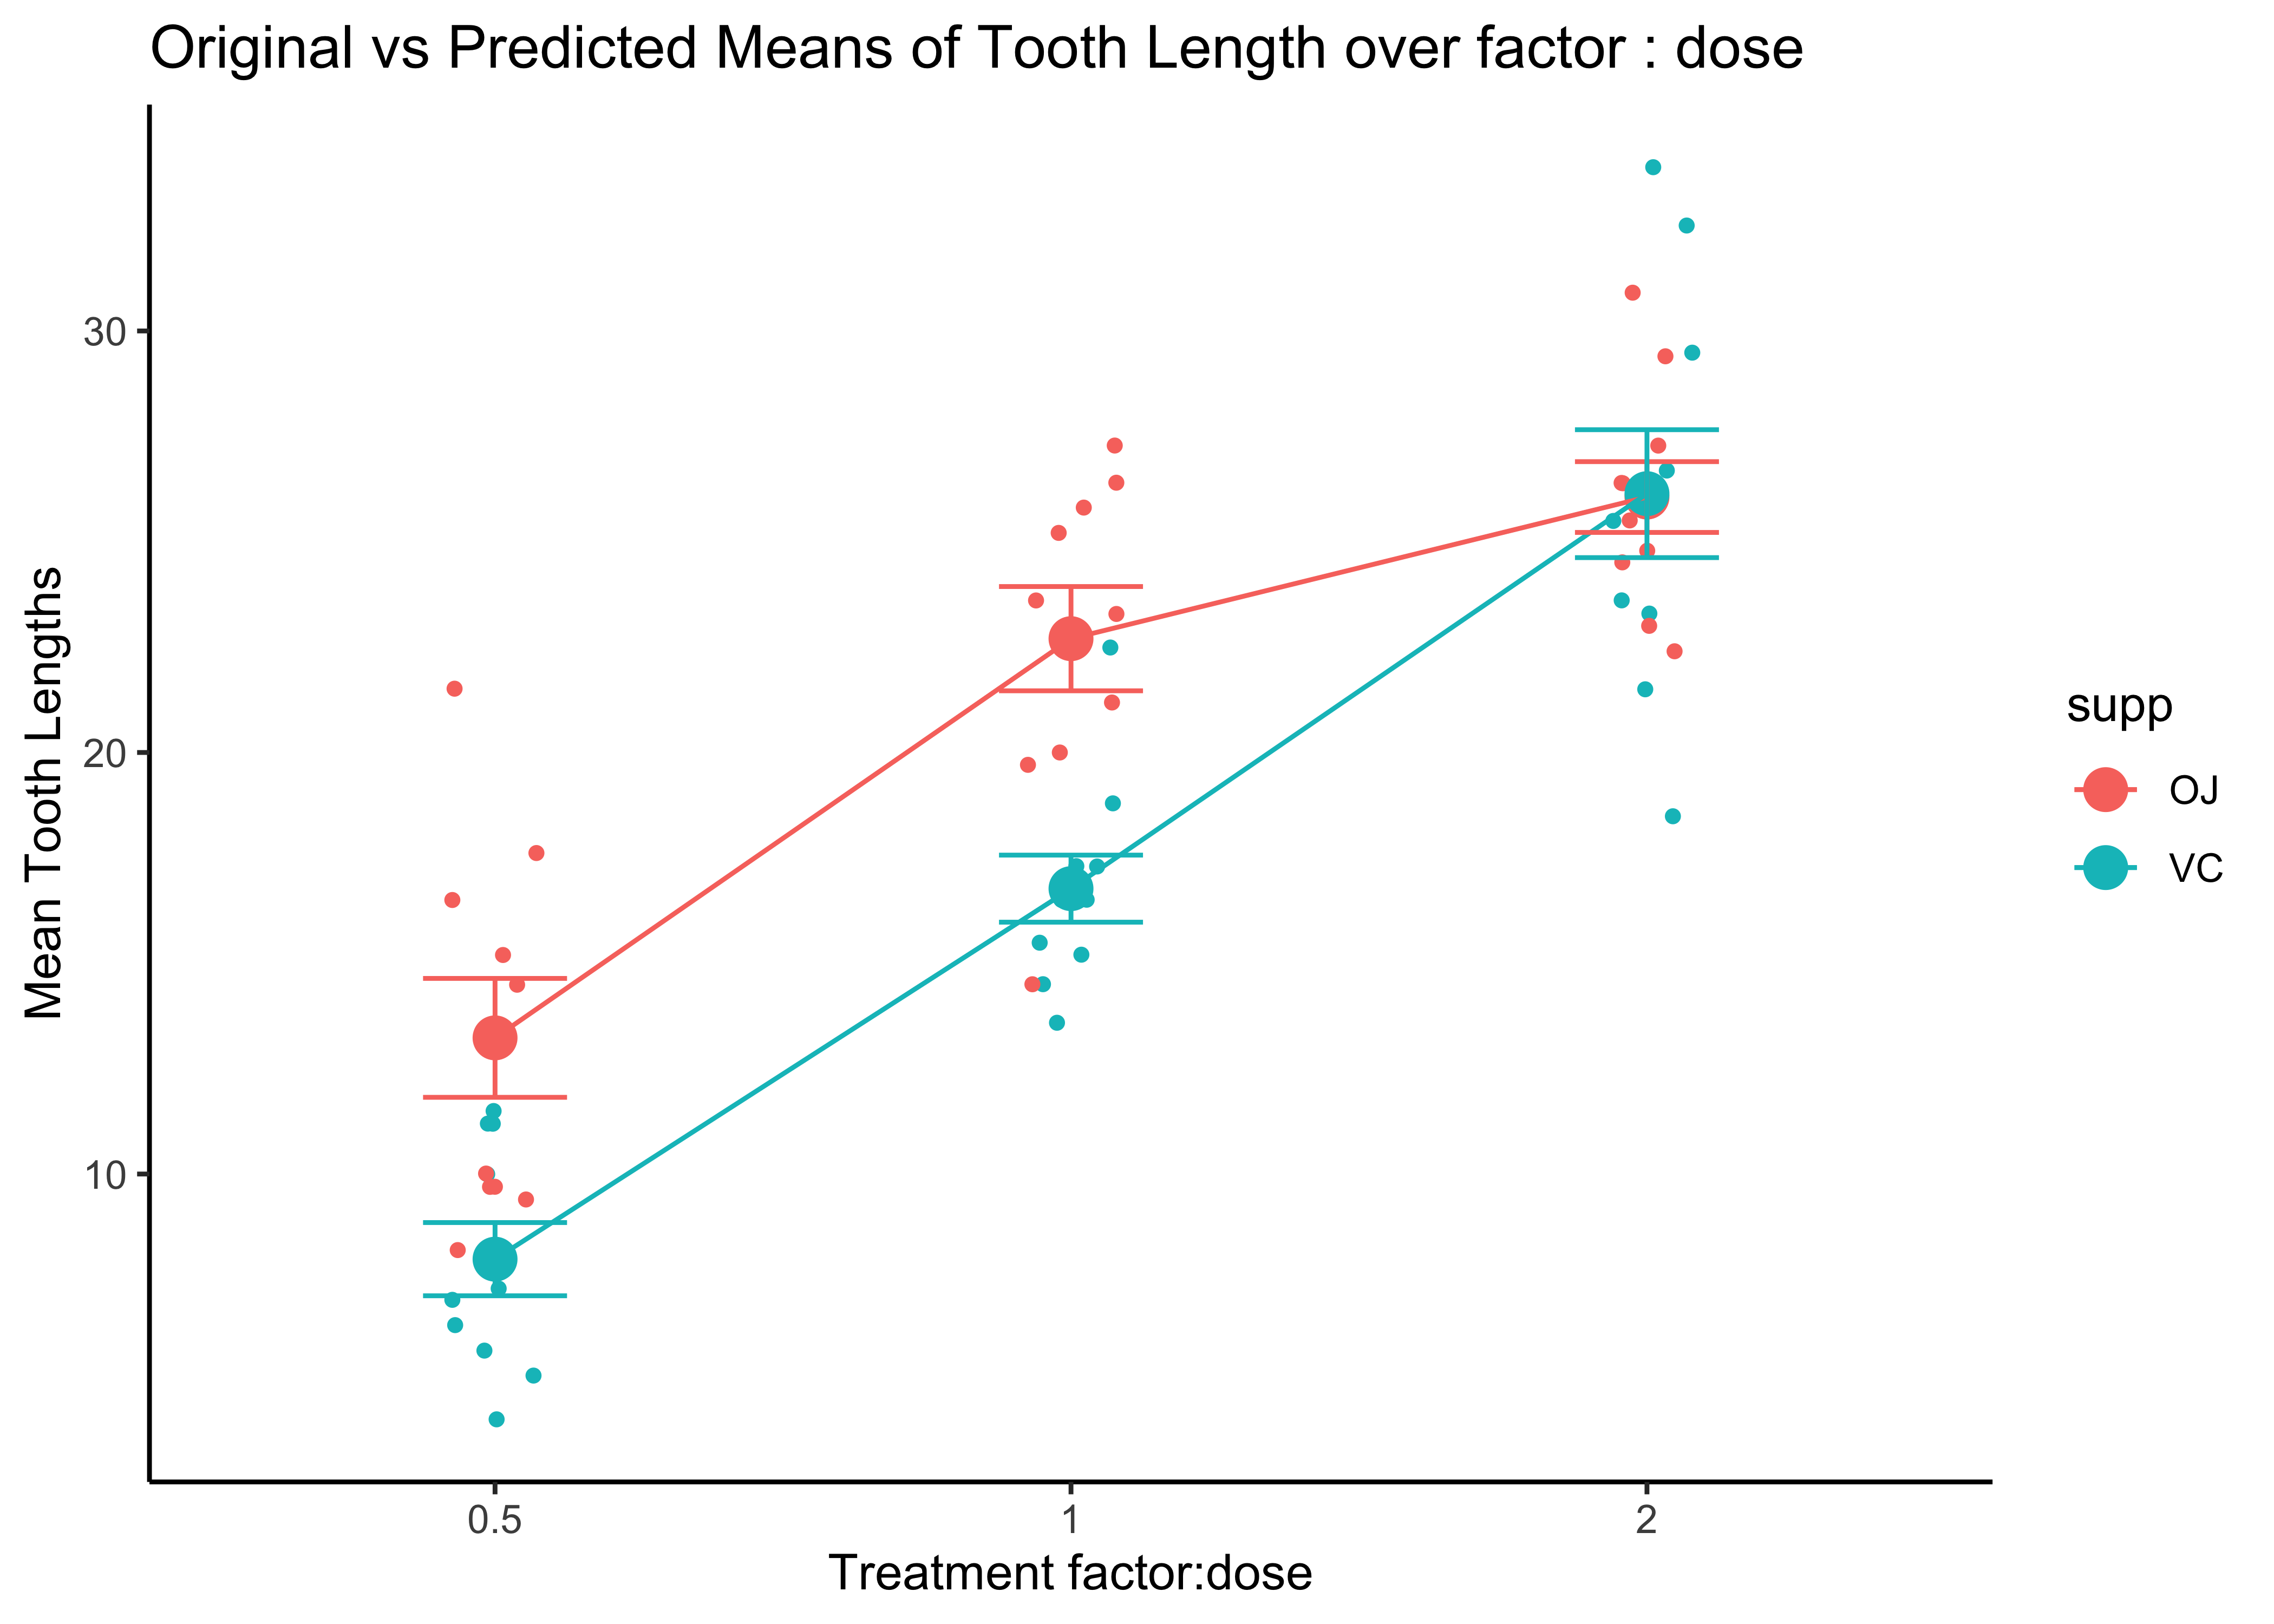 Original vs Predicted Means of Tooth Length over factor : dose
Mean Tooth Lengths
30
20
10
0.5
1
2
Treatment factor:dose
supp
OJ
VC